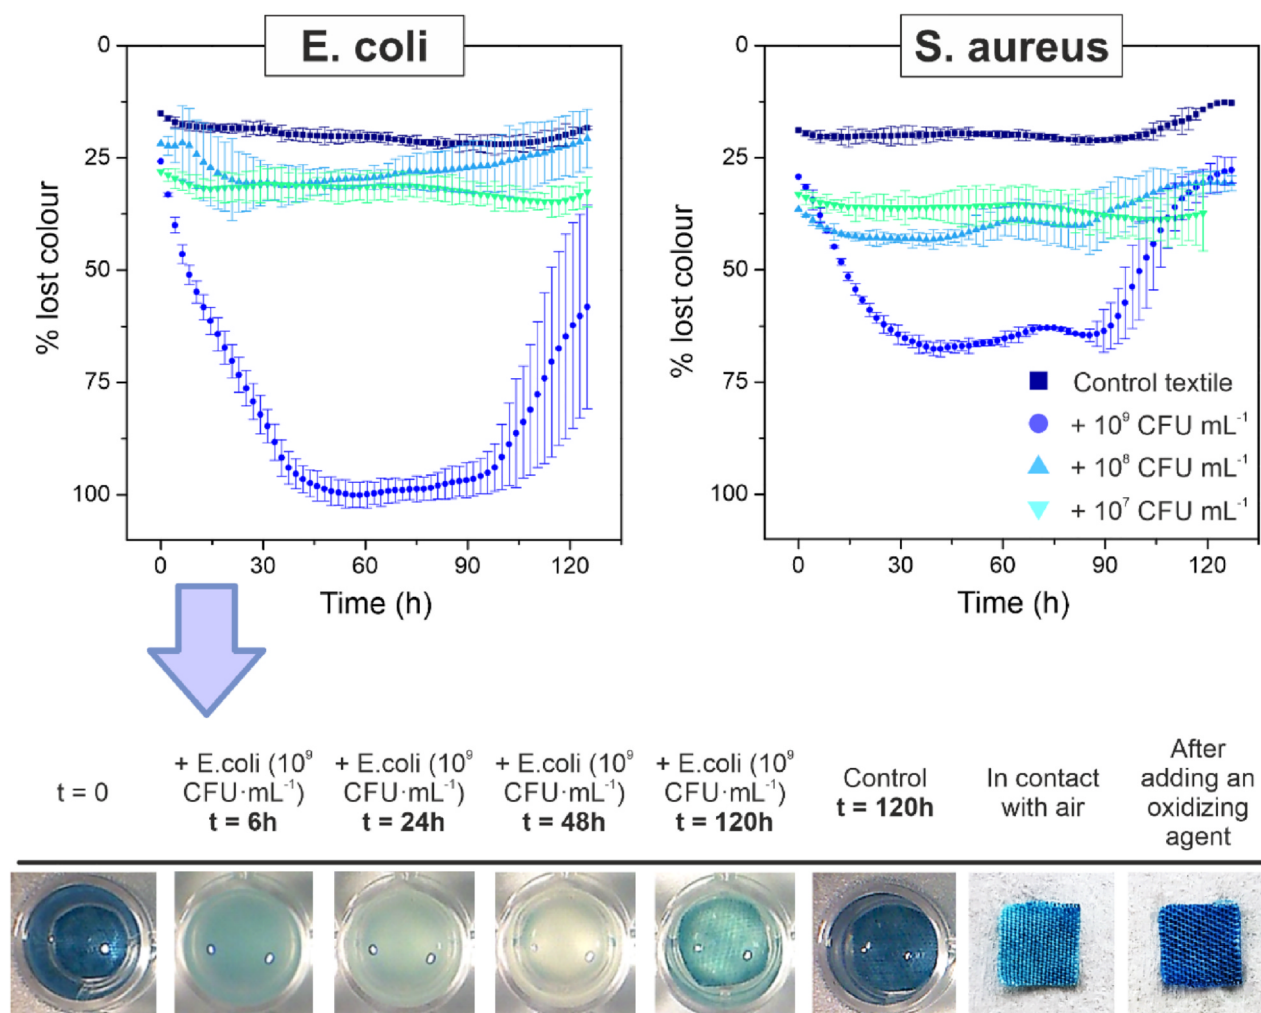 E. coli
0
25
50
75
100
% lost colour
0 30 60 90 120
Time (h)
S. aureus
0
25
50
75
100
% lost colour
0 30 60 90 120
Time (h)
Control textile
+ 10⁹ CFU mL⁻¹
+ 10⁸ CFU mL⁻¹
+ 10⁷ CFU mL⁻¹
t = 0
+ E.coli (10⁹
CFU·mL⁻¹)
t = 6h
+ E.coli (10⁹
CFU·mL⁻¹)
t = 24h
+ E.coli (10⁹
CFU·mL⁻¹)
t = 48h
+ E.coli (10⁹
CFU·mL⁻¹)
t = 120h
Control
t = 120h
In contact
with air
After
adding an
oxidizing
agent